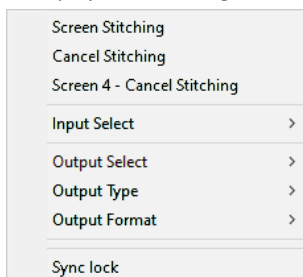 Screen Stitching
Cancel Stitching
Screen 4 - Cancel Stitching
Input Select
Output Select
Output Type
Output Format
Sync lock